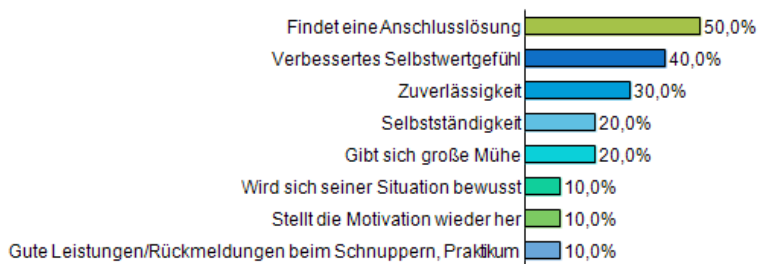 Findet eine Anschlusslösung 50,0%
Verbessertes Selbstwertgefühl 40,0%
Zuverlässigkeit 30,0%
Selbstständigkeit 20,0%
Gibt sich große Mühe 20,0%
Wird sich seiner Situation bewusst 10,0%
Stellt die Motivation wieder her 10,0%
Gute Leistungen/Rückmeldungen beim Schnuppern, Praktikum 10,0%